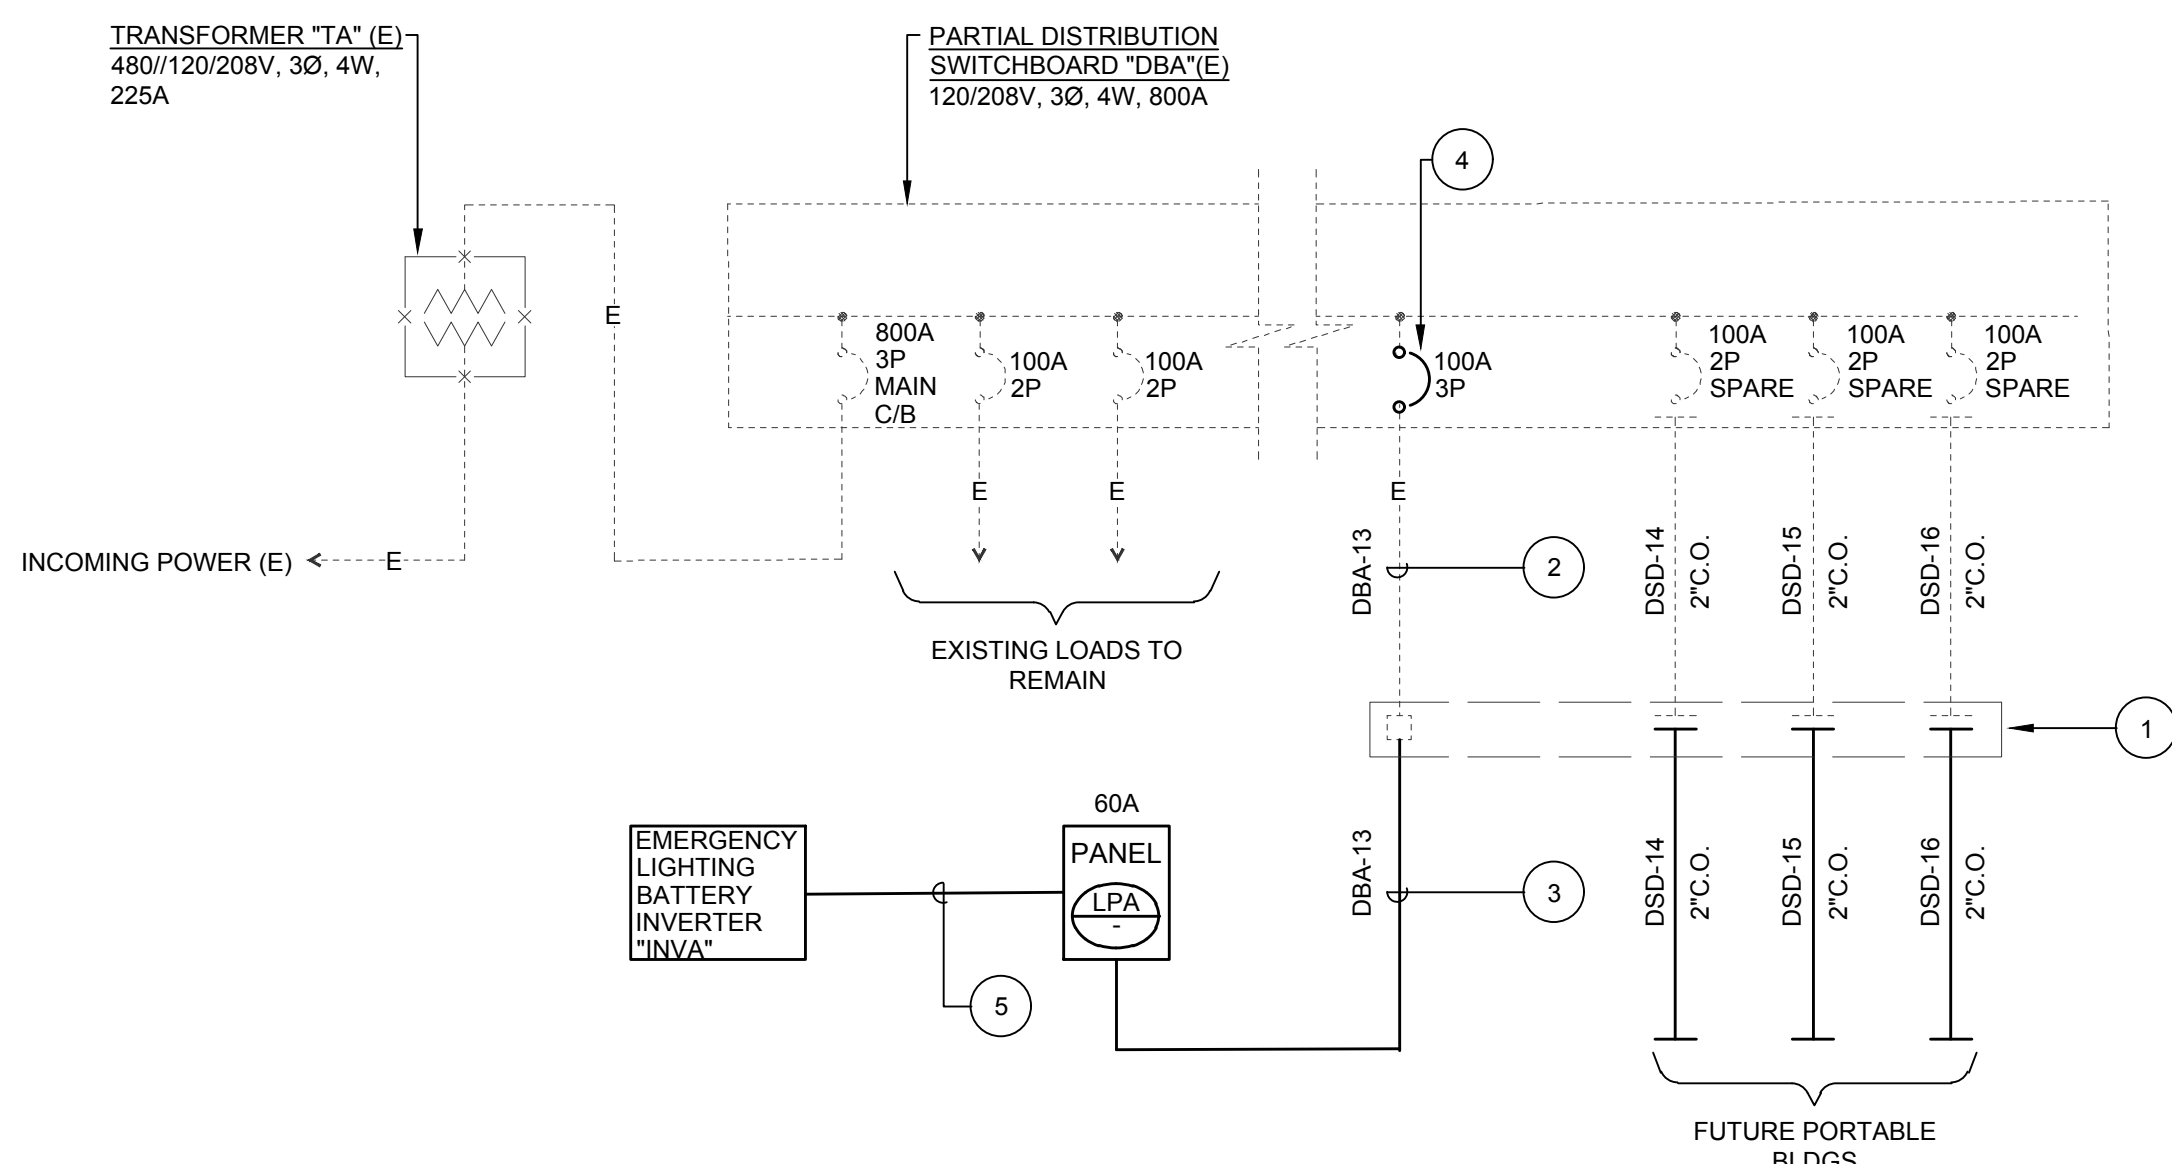 TRANSFORMER "TA" (E)
480//120/208V, 3Ø, 4W,
225A
PARTIAL DISTRIBUTION
SWITCHBOARD "DBA"(E)
120/208V, 3Ø, 4W, 800A
4
E
800A
3P
MAIN
C/B
100A
2P
100A
2P
100A
3P
100A
2P
SPARE
100A
2P
SPARE
100A
2P
SPARE
E
E
E
INCOMING POWER (E)
E
DBA-13
2
DSD-14
2"C.O.
DSD-15
2"C.O.
DSD-16
2"C.O.
EXISTING LOADS TO
REMAIN
1
60A
EMERGENCY
LIGHTING
BATTERY
INVERTER
"INVA"
PANEL
LPA
-
DBA-13
3
DSD-14
2"C.O.
DSD-15
2"C.O.
DSD-16
2"C.O.
5
FUTURE PORTABLE
BLDGS